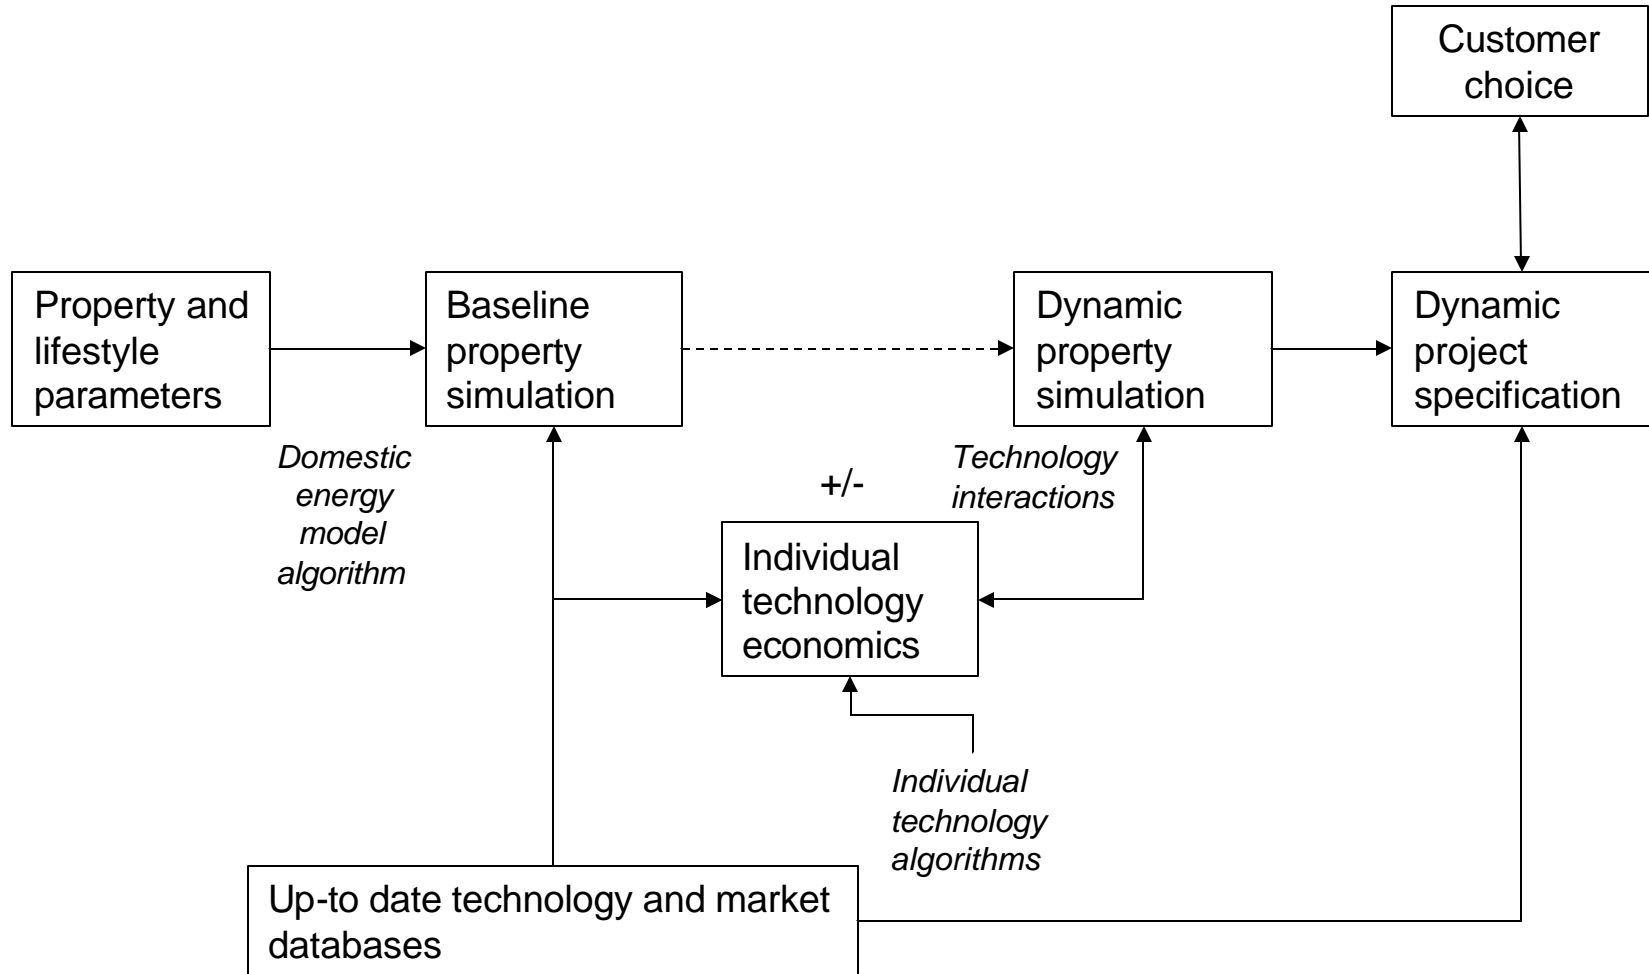 Customer
choice
Property and
lifestyle
parameters
Baseline
property
simulation
Dynamic
property
simulation
Dynamic
project
specification
Domestic
energy
model
algorithm
+/-
Technology
interactions
Individual
technology
economics
Individual
technology
algorithms
Up-to date technology and market
databases